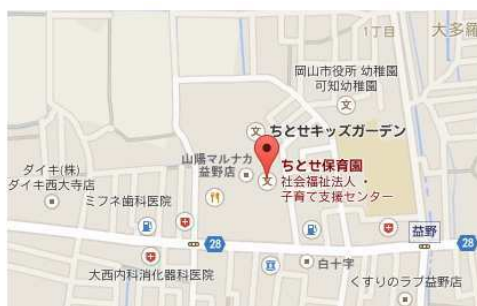 1丁目
大多羅
岡山市役所 幼稚園
可知幼稚園
ちとせキッズガーデン
山陽マルナカ
益野店
ちとせ保育園
社会福祉法人・
子育て支援センター
ダイキ(株)
ダイキ西大寺店
ミフネ歯科医院
益野
28
28
大西内科消化器科医院
白十字
くすりのラブ益野店